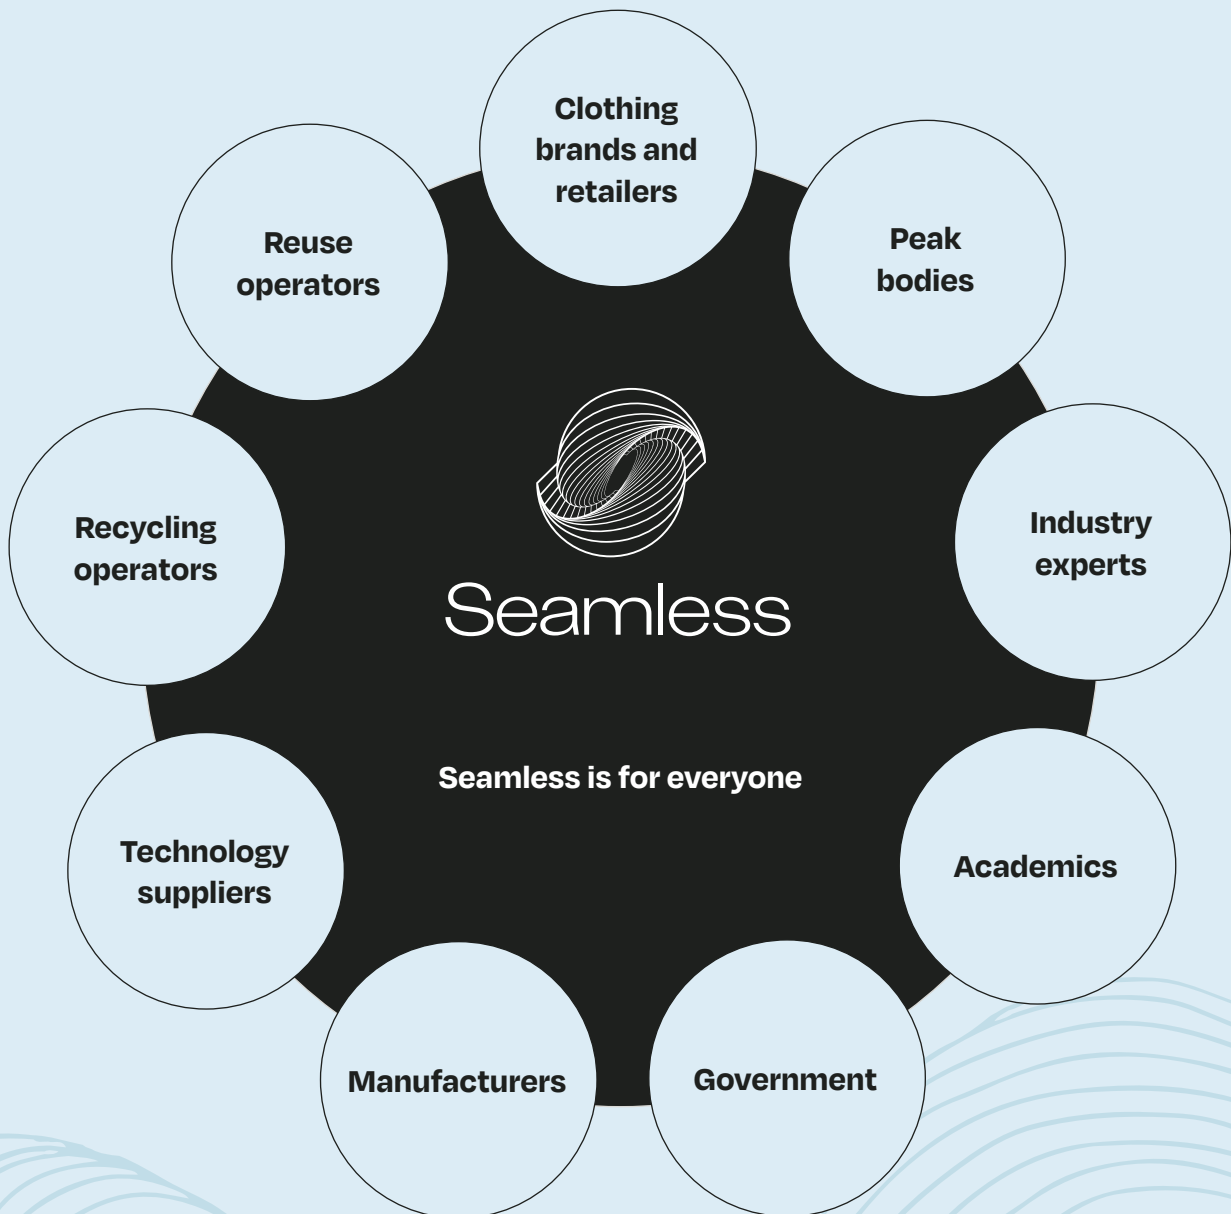 Clothing
brands and
retailers
Peak
bodies
Industry
experts
Academics
Government
Manufacturers
Technology
suppliers
Recycling
operators
Reuse
operators
Seamless
Seamless is for everyone